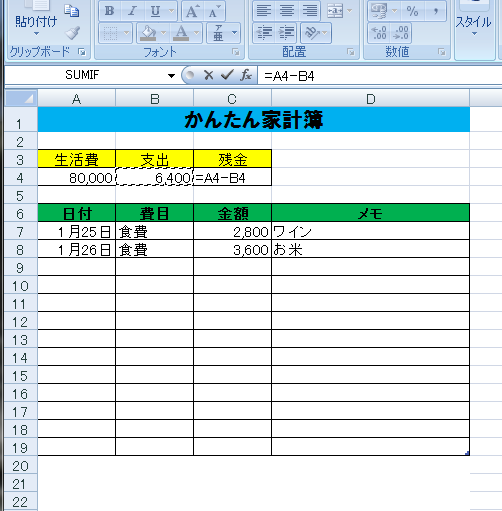 貼り付け
B I U A A
スタイル
クリップボード フォント 配置 数値
SUMIF fx =A4-B4
A B C D
1 かんたん家計簿
2
3 生活費 支出 残金
4 80,000 6,400 =A4-B4
5
6 日付 費目 金額 メモ
7 1月25日 食費 2,800 ワイン
8 1月26日 食費 3,600 お米
9
10
11
12
13
14
15
16
17
18
19
20
21
22